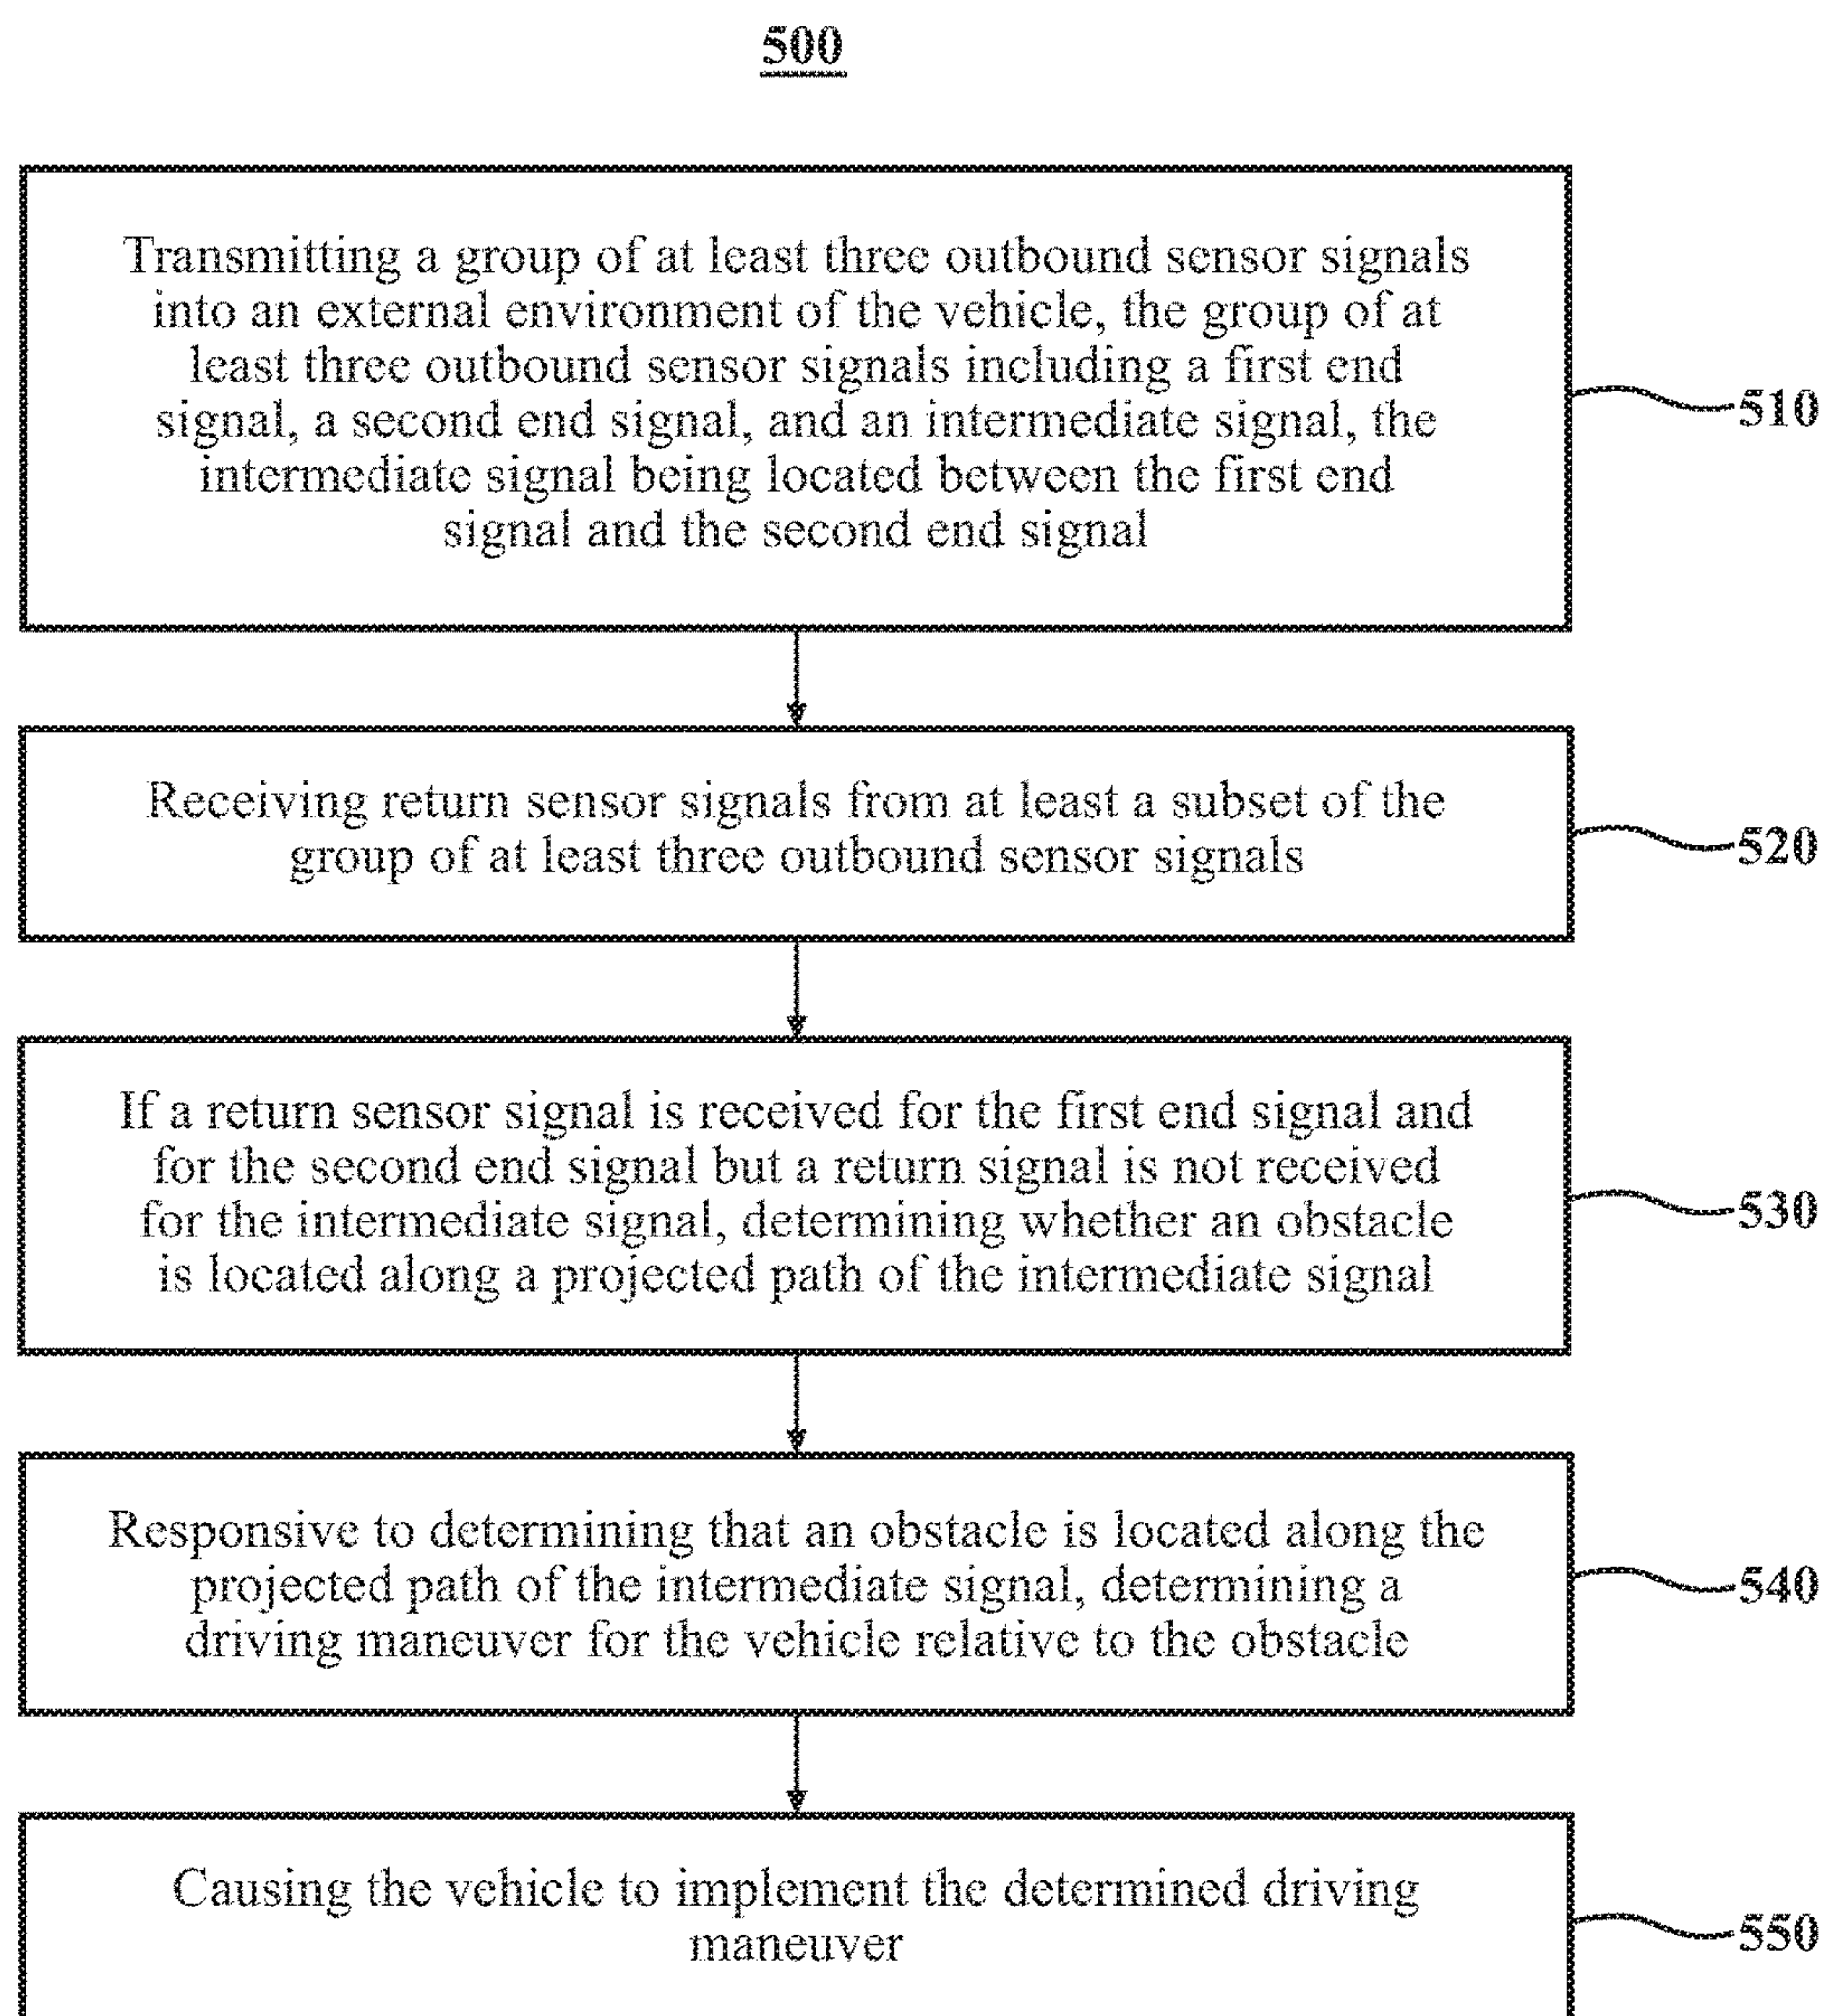 500
Transmitting a group of at least three outbound sensor signals
into an external environment of the vehicle, the group of at
least three outbound sensor signals including a first end
signal, a second end signal, and an intermediate signal, the
intermediate signal being located between the first end
signal and the second end signal
510
Receiving return sensor signals from at least a subset of the
group of at least three outbound sensor signals
520
If a return sensor signal is received for the first end signal and
for the second end signal but a return signal is not received
for the intermediate signal, determining whether an obstacle
is located along a projected path of the intermediate signal
530
Responsive to determining that an obstacle is located along the
projected path of the intermediate signal, determining a
driving maneuver for the vehicle relative to the obstacle
540
Causing the vehicle to implement the determined driving
maneuver
550